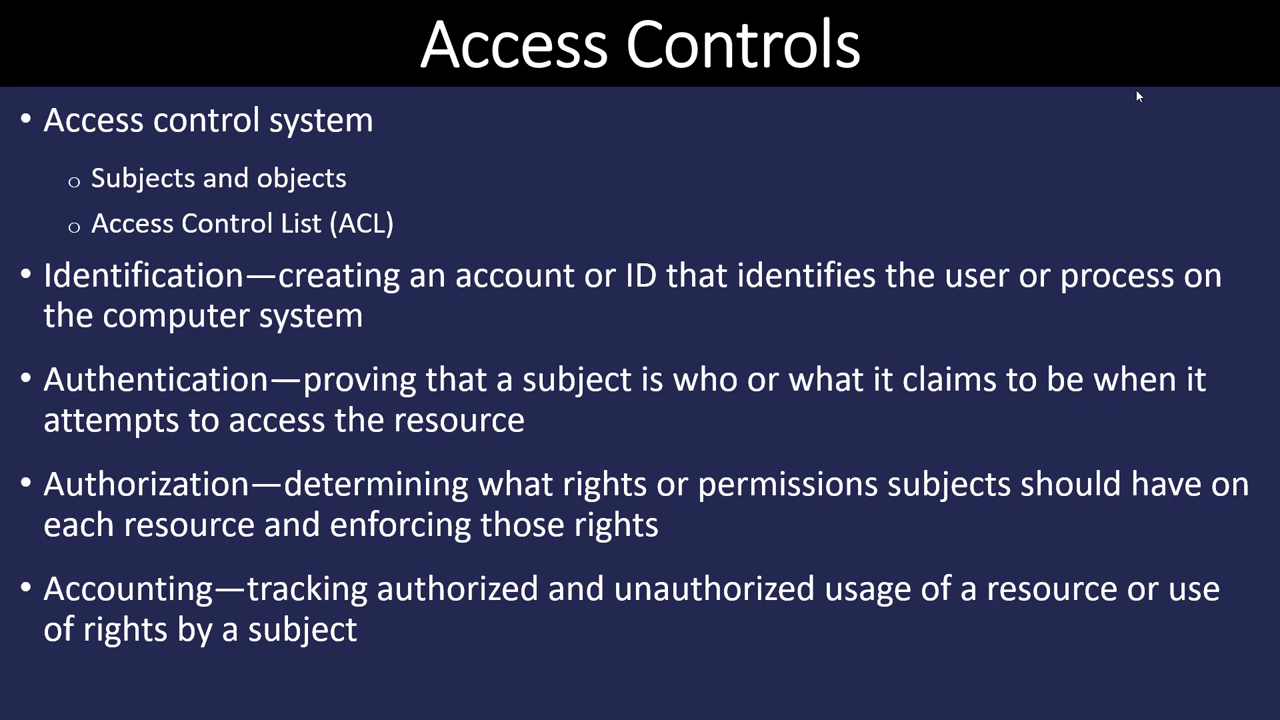 Access Controls
• Access control system
o Subjects and objects
o Access Control List (ACL)
• Identification—creating an account or ID that identifies the user or process on
the computer system
• Authentication—proving that a subject is who or what it claims to be when it
attempts to access the resource
• Authorization—determining what rights or permissions subjects should have on
each resource and enforcing those rights
• Accounting—tracking authorized and unauthorized usage of a resource or use
of rights by a subject